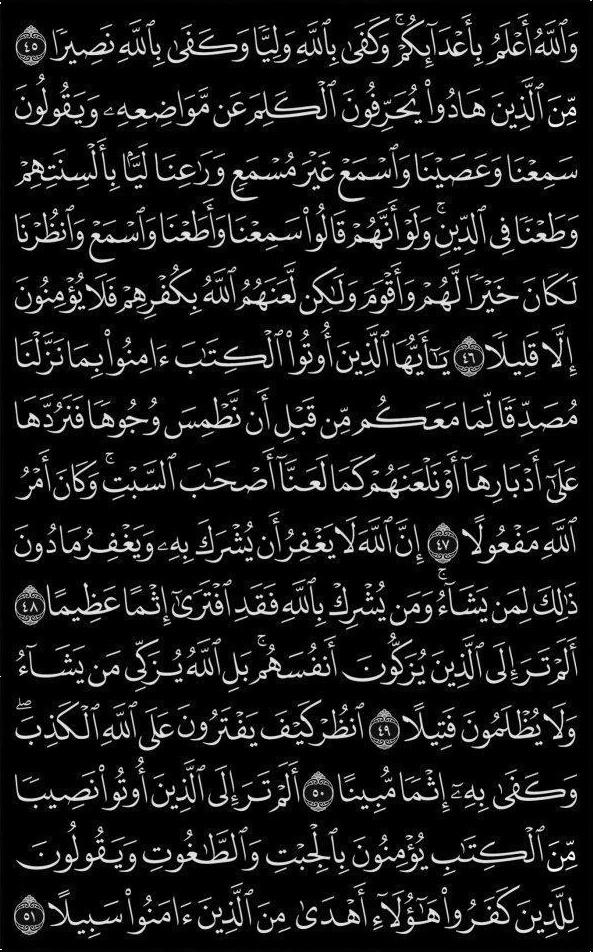 وَٱللَّهُ أَعۡلَمُ بِأَعۡدَآئِكُمۡۚ وَكَفَىٰ بِٱللَّهِ وَلِيّٗا وَكَفَىٰ بِٱللَّهِ نَصِيرٗا ٤٥
مِّنَ ٱلَّذِينَ هَادُواْ يُحَرِّفُونَ ٱلۡكَلِمَ عَن مَّوَاضِعِهِۦ وَيَقُولُونَ
سَمِعۡنَا وَعَصَيۡنَا وَٱسۡمَعۡ غَيۡرَ مُسۡمَعٖ وَرَٰعِنَا لَيَّۢا بِأَلۡسِنَتِهِمۡ
وَطَعۡنٗا فِي ٱلدِّينِۚ وَلَوۡ أَنَّهُمۡ قَالُواْ سَمِعۡنَا وَأَطَعۡنَا وَٱسۡمَعۡ وَٱنظُرۡنَا
لَكَانَ خَيۡرٗا لَّهُمۡ وَأَقۡوَمَ وَلَٰكِن لَّعَنَهُمُ ٱللَّهُ بِكُفۡرِهِمۡ فَلَا يُؤۡمِنُونَ
إِلَّا قَلِيلٗا ٤٦ يَٰٓأَيُّهَا ٱلَّذِينَ أُوتُواْ ٱلۡكِتَٰبَ ءَامِنُواْ بِمَا نَزَّلۡنَا
مُصَدِّقٗا لِّمَا مَعَكُم مِّن قَبۡلِ أَن نَّطۡمِسَ وُجُوهٗا فَنَرُدَّهَا
عَلَىٰٓ أَدۡبَارِهَآ أَوۡ نَلۡعَنَهُمۡ كَمَا لَعَنَّآ أَصۡحَٰبَ ٱلسَّبۡتِۚ وَكَانَ أَمۡرُ
ٱللَّهِ مَفۡعُولًا ٤٧ إِنَّ ٱللَّهَ لَا يَغۡفِرُ أَن يُشۡرَكَ بِهِۦ وَيَغۡفِرُ مَا دُونَ
ذَٰلِكَ لِمَن يَشَآءُۚ وَمَن يُشۡرِكۡ بِٱللَّهِ فَقَدِ ٱفۡتَرَىٰٓ إِثۡمًا عَظِيمًا ٤٨
أَلَمۡ تَرَ إِلَى ٱلَّذِينَ يُزَكُّونَ أَنفُسَهُمۚ بَلِ ٱللَّهُ يُزَكِّي مَن يَشَآءُ
وَلَا يُظۡلَمُونَ فَتِيلًا ٤٩ ٱنظُرۡ كَيۡفَ يَفۡتَرُونَ عَلَى ٱللَّهِ ٱلۡكَذِبَۖ
وَكَفَىٰ بِهِۦٓ إِثۡمٗا مُّبِينًا ٥٠ أَلَمۡ تَرَ إِلَى ٱلَّذِينَ أُوتُواْ نَصِيبٗا
مِّنَ ٱلۡكِتَٰبِ يُؤۡمِنُونَ بِٱلۡجِبۡتِ وَٱلطَّٰغُوتِ وَيَقُولُونَ
لِلَّذِينَ كَفَرُواْ هَٰٓؤُلَآءِ أَهۡدَىٰ مِنَ ٱلَّذِينَ ءَامَنُواْ سَبِيلًا ٥١